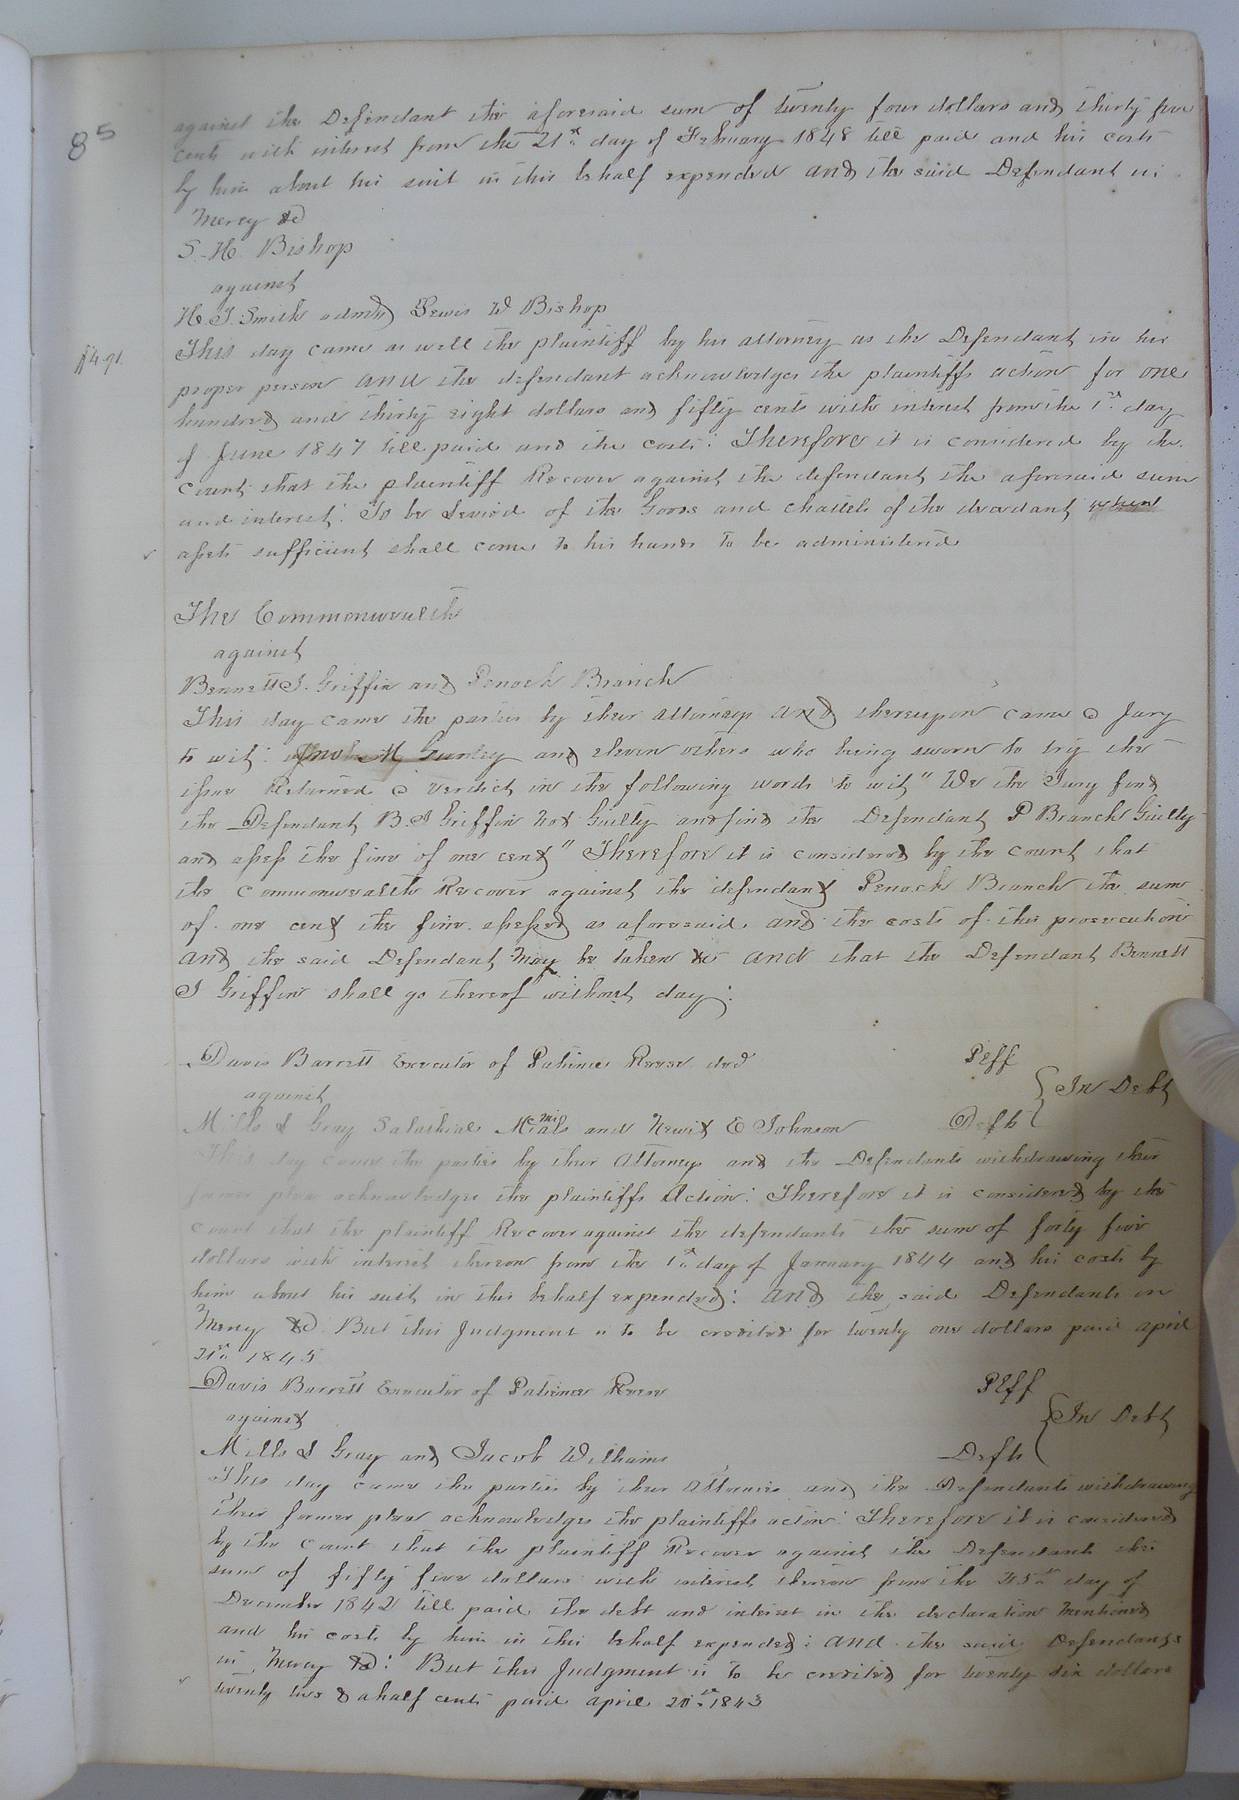 85
against the Defendant the aforesaid sum of twenty four dollars and thirty five
cents with interest from the 21st day of February 1848 till paid and his costs
by him about his suit in this behalf expended and the said Defendant in
Mercy &c
S. H. Bishop
against
H. J. Smith admr Lewis W Bishop
$4.91.
This day came as well the plaintiff by his attorney as the Defendant in his
proper person and the defendant acknowledges the plaintiffs action for one
hundred and thirty eight dollars and fifty cents with interest from the 1st day
of June 1847 till paid and the costs: Therefore it is considered by the
court that the plaintiff Recover against the defendant the aforesaid sum
and interest: To be Levied of the Goods and chattels of the decedant when
assets sufficient shall come to his hands to be administered
The Commonwealth
against
Bennett J. Griffin and Penock Branch
This day came the parties by their attorneys and thereupon came a Jury
to wit: Jno M Gurley and eleven others who being sworn to try the
issue Returned a verdict in the following words to wit "We the Jury find
the Defendant B. J Griffin Not Guilty and find the Defendant P Branch Guilty
and assess the fine of one cent" Therefore it is considered by the court that
the commonwealth Recover against the defendant Penock Branch the sum
of one cent the fine assessed as aforesaid and the costs of this prosecution
and the said Defendant may be taken &c and that the Defendant Bennett
J Griffin shall go thereof without day:
Davis Barrett Executor of Patience Reese decd Plff
against In Debt
Mills L Gray Salathial McMials and Newit E Johnson Defts
This day came the parties by their Attorneys and the Defendants withdrawing their
former plea acknowledges the plaintiffs Action: Therefore it is considered by the
court that the plaintiff Recover against the defendants the sum of forty five
dollars with interest thereon from the 1st day of January 1844 and his costs by
him about his suit in this behalf expended: and the said Defendants in
Mercy &c. But this Judgment is to be credited for twenty one dollars paid april
21st 1845
Davis Barrett Executor of Patience Reese Plff
against In Debt
Mills L Gray and Jacob Williams Defts
This day came the parties by their Attorneis and the Defendants withdrawing
their former plea acknowledges the plaintiffs action: Therefore it is considered
by the court that the plaintiff Recover against the Defendants the
sum of fifty five dollars with interest thereon from the day of
December 1842 till paid the debt and interest in the declaration mentioned
and his costs by him in this behalf expended: and the said Defendants
in Mercy &c: But this Judgment is to be credited for twenty six dollars
twenty two & a half cents paid april 20th 1843